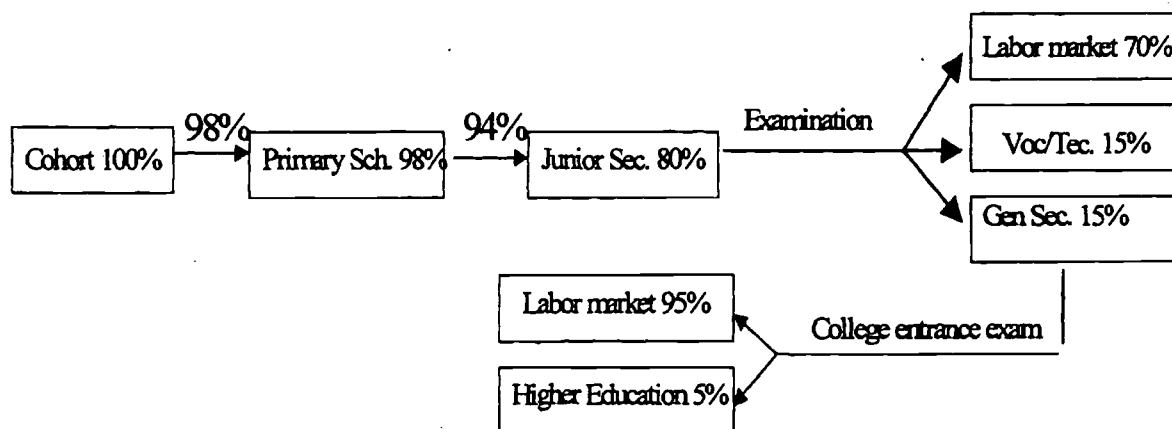 Labor market 70%
98%
94%
Examination
Cohort 100%
Primary Sch. 98%
Junior Sec. 80%
Voc/Tec. 15%
Gen Sec. 15%
Labor market 95%
College entrance exam
Higher Education 5%